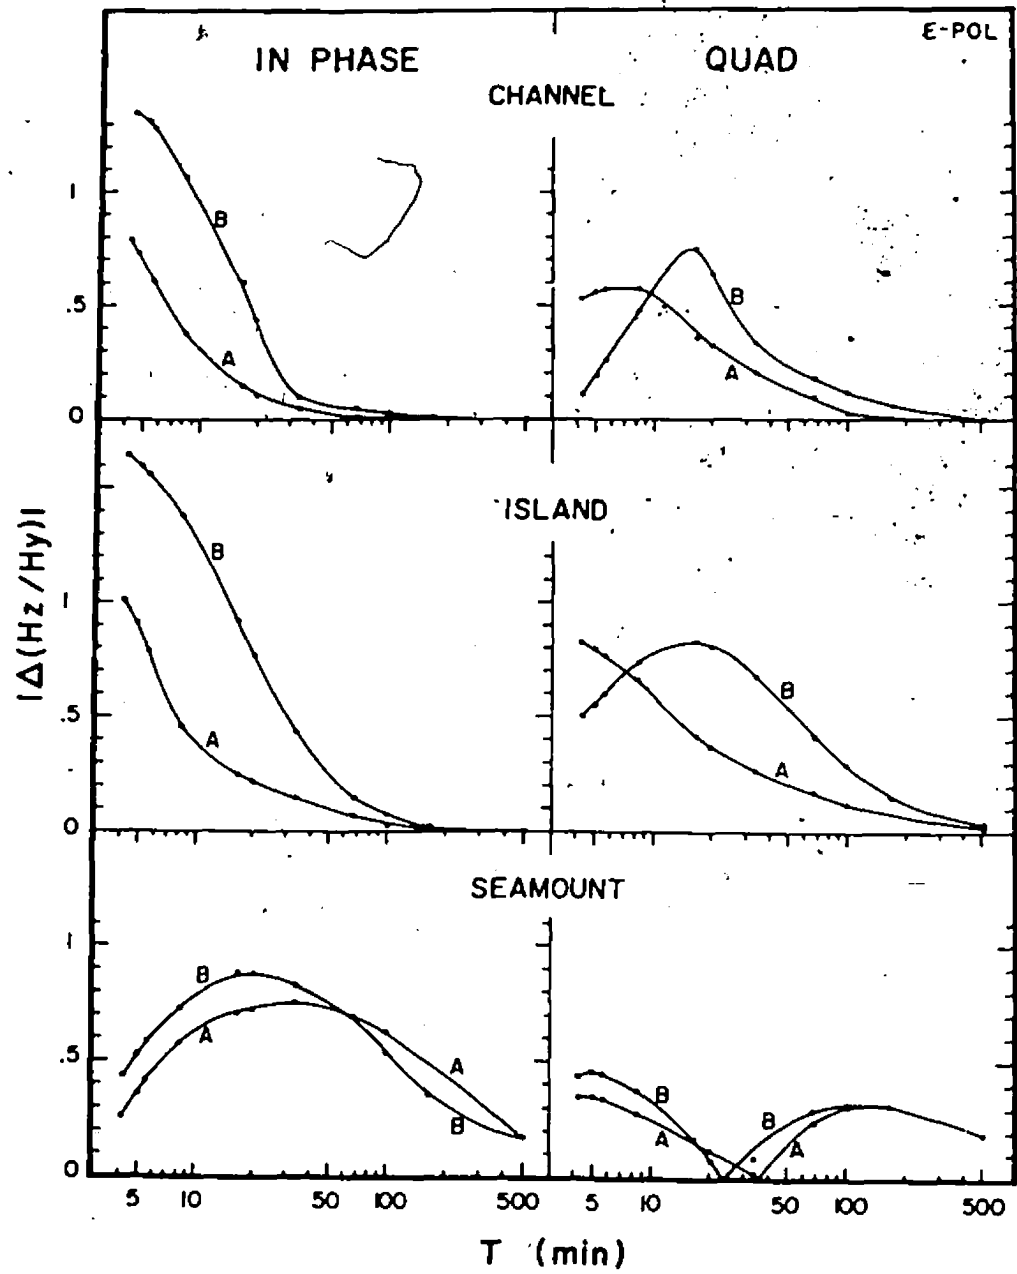 E-POL
IN PHASE QUAD
CHANNEL
1
B
.5
A
0
B
A
ISLAND
|Δ(Hz/Hy)|
1
B
.5
A
0
B
A
SEAMOUNT
1
B
A
.5
A
B
0
B
A
B
A
5 10 50 100 500 5 10 50 100 500
T (min)